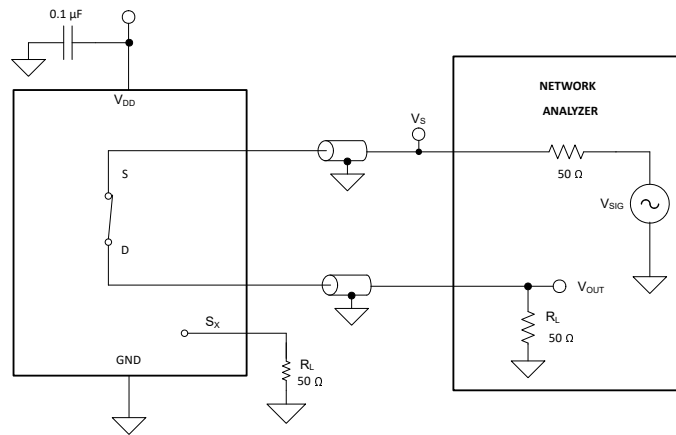 0.1 µF
V_DD
NETWORK
ANALYZER
V_S
S
50 Ω
V_SIG
D
V_OUT
S_X
R_L
50 Ω
GND
R_L
50 Ω